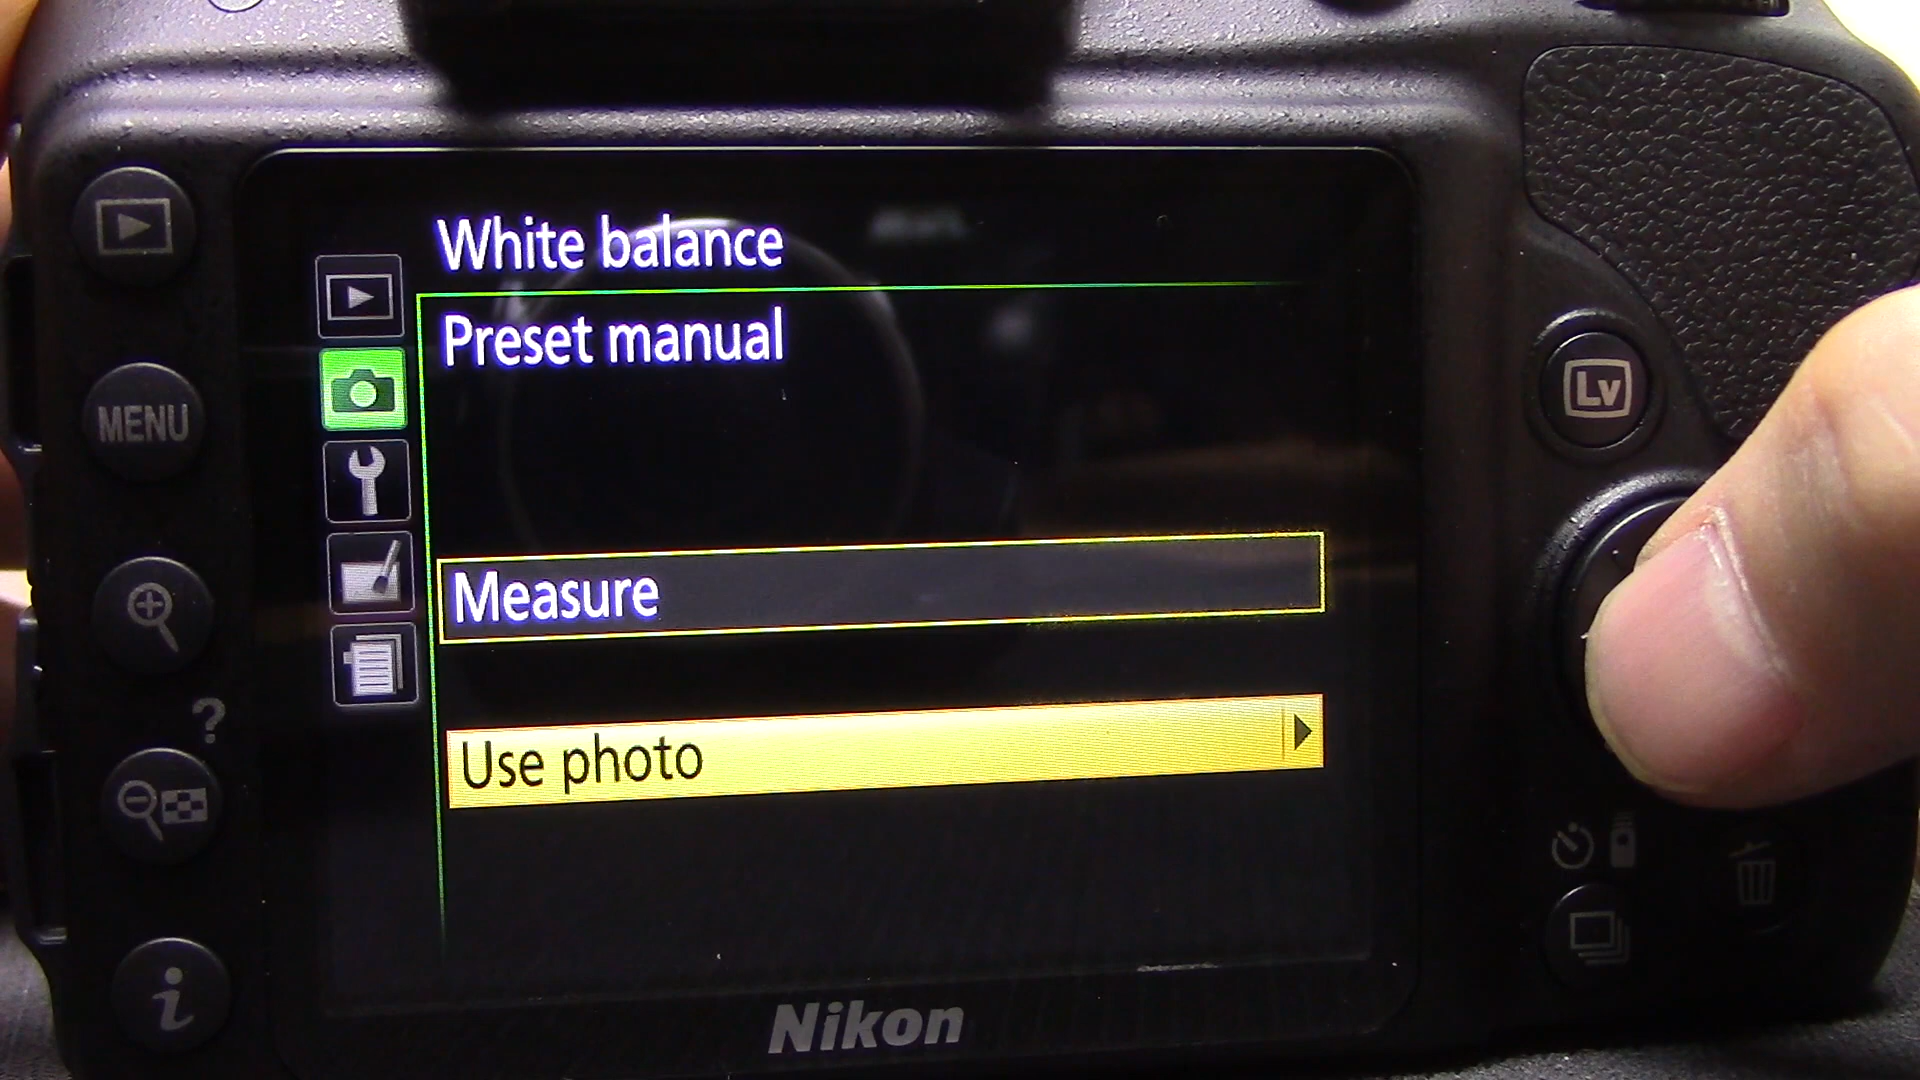 White balance
Preset manual
MENU
Lv
Measure
?
Use photo
i
Nikon